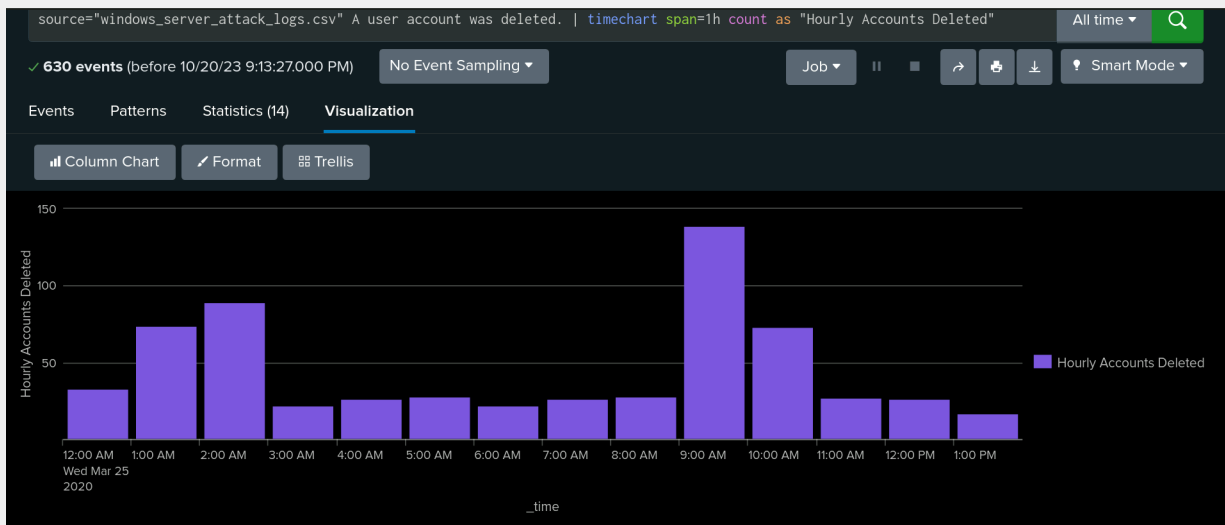 source="windows_server_attack_logs.csv" A user account was deleted. | timechart span=1h count as "Hourly Accounts Deleted"
All time
630 events (before 10/20/23 9:13:27.000 PM)
No Event Sampling
Job
Smart Mode
Events Patterns Statistics (14) Visualization
Column Chart Format Trellis
150
100
50
Hourly Accounts Deleted
Hourly Accounts Deleted
12:00 AM 1:00 AM 2:00 AM 3:00 AM 4:00 AM 5:00 AM 6:00 AM 7:00 AM 8:00 AM 9:00 AM 10:00 AM 11:00 AM 12:00 PM 1:00 PM
Wed Mar 25
2020
_time